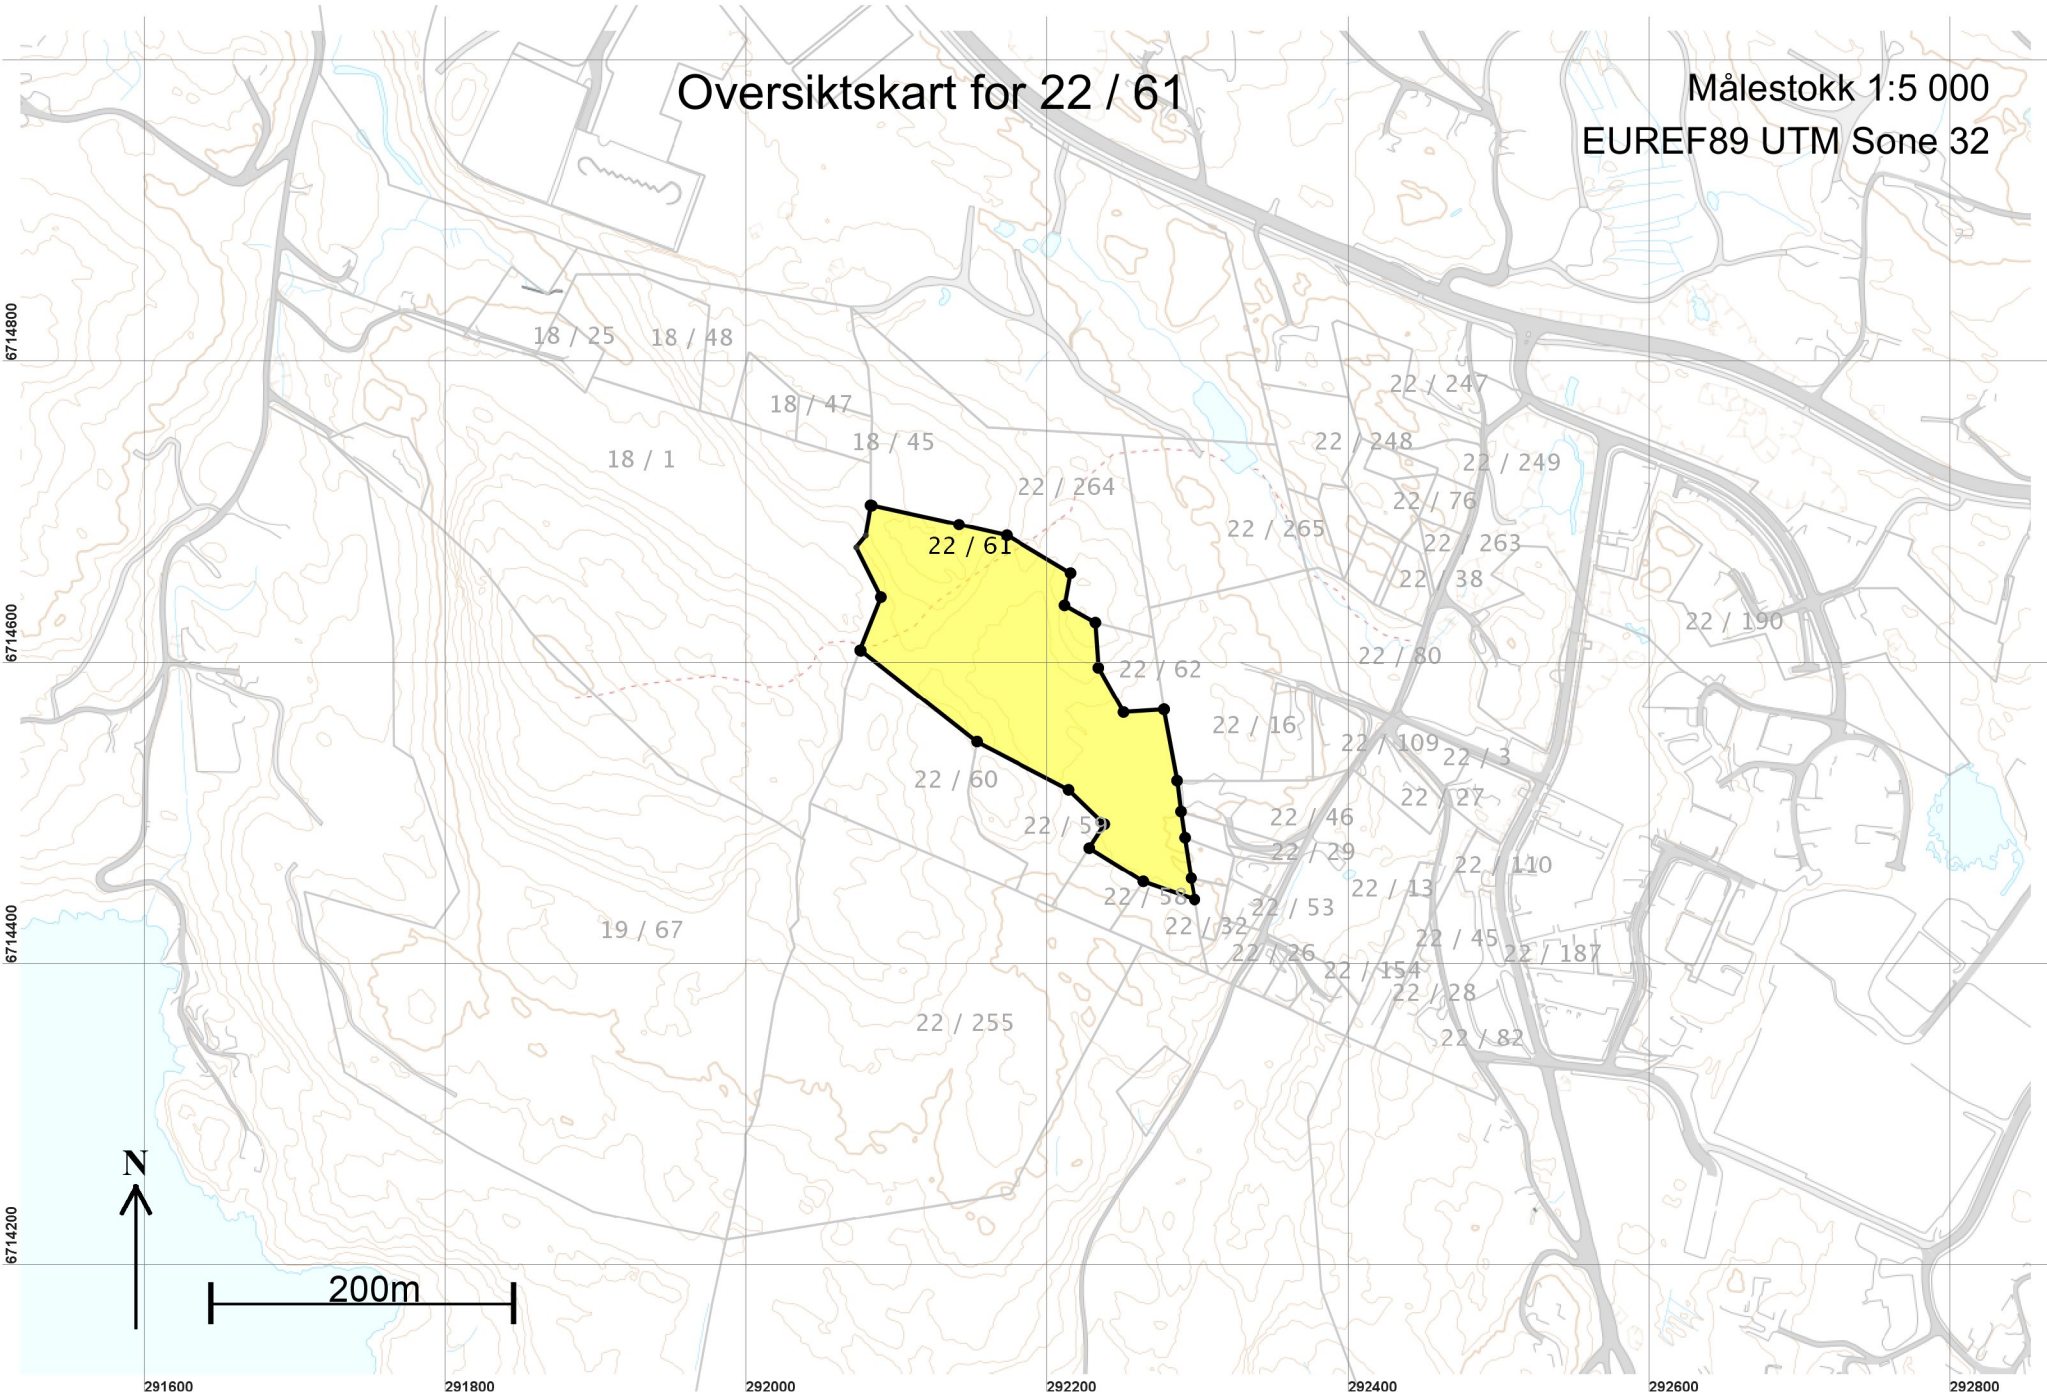 Oversiktskart for 22 / 61
Målestokk 1:5 000
EUREF89 UTM Sone 32
6714800
18 / 25
18 / 48
22 / 247
18 / 47
18 / 45
22 / 248
18 / 1
22 / 249
22 / 264
22 / 76
22 / 265
22 / 61
22 / 263
22 / 38
6714600
22 / 190
22 / 80
22 / 62
22 / 16
22 / 109
22 / 3
22 / 60
22 / 27
22 / 46
22 / 59
22 / 29
22 / 110
22 / 13
22 / 58
22 / 53
22 / 32
19 / 67
6714400
22 / 45
22 / 26
22 / 187
22 / 154
22 / 28
22 / 255
22 / 82
N
6714200
200m
291600
291800
292000
292200
292400
292600
292800